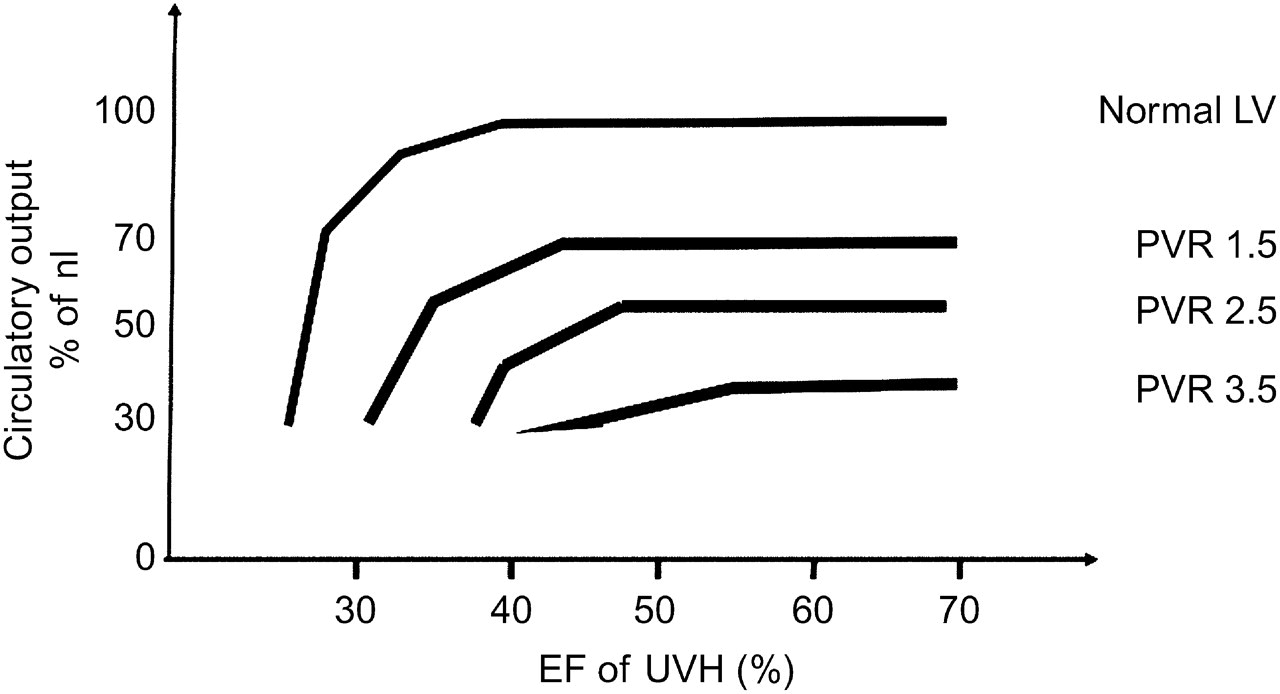 Circulatory output
% of nl
100
70
50
30
0
30 40 50 60 70
EF of UVH (%)
Normal LV
PVR 1.5
PVR 2.5
PVR 3.5